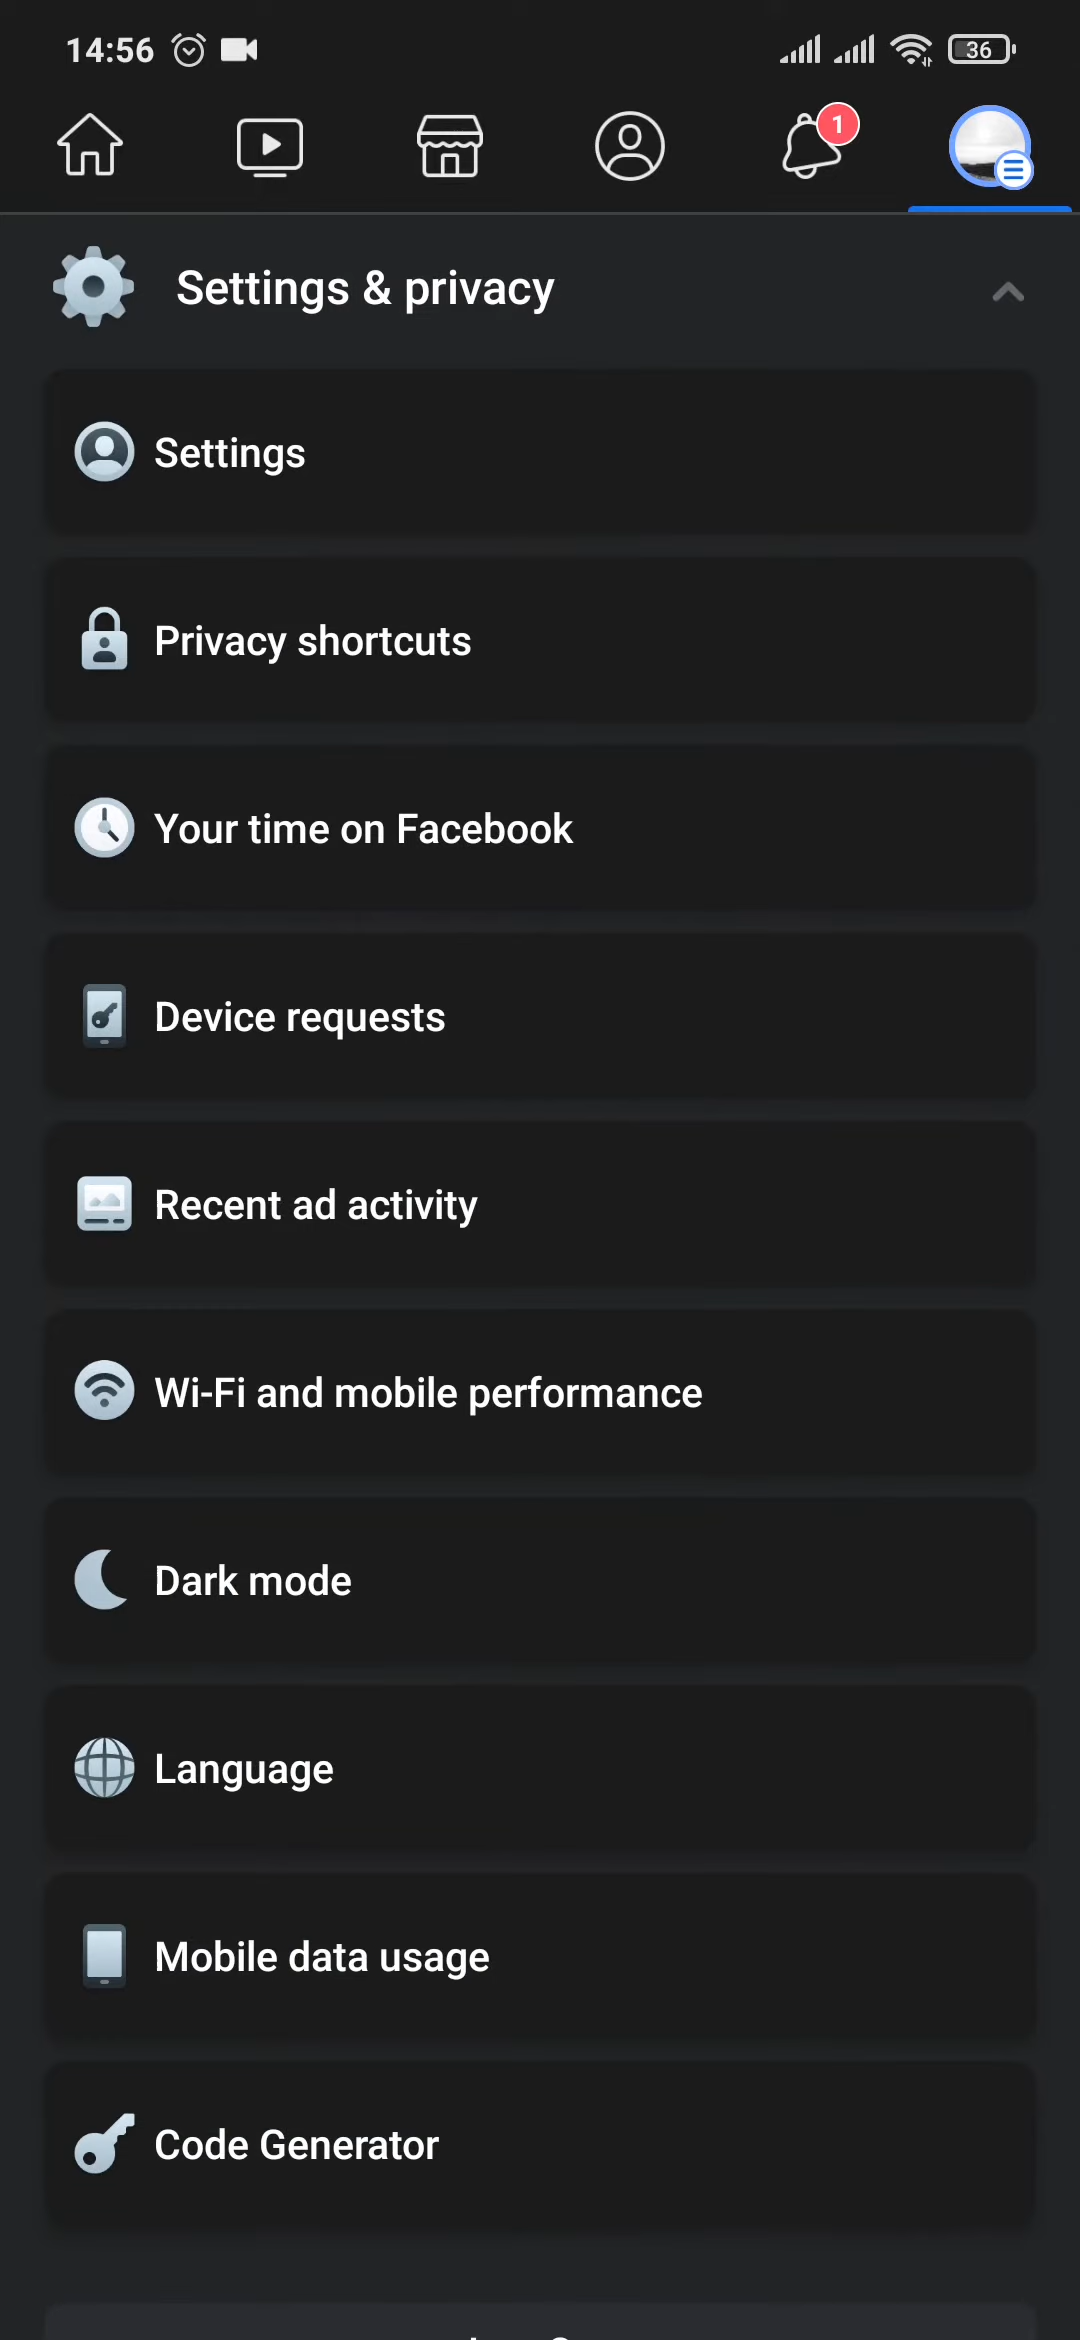 14:56
36
1
Settings & privacy
Settings
Privacy shortcuts
Your time on Facebook
Device requests
Recent ad activity
Wi-Fi and mobile performance
Dark mode
Language
Mobile data usage
Code Generator